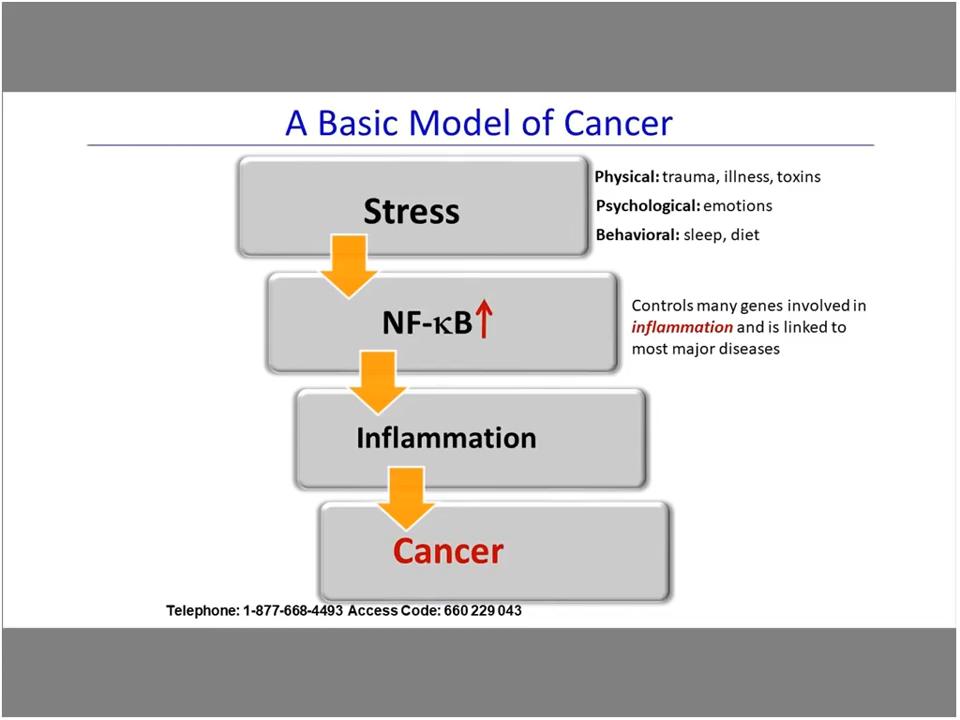 A Basic Model of Cancer
Stress
Physical: trauma, illness, toxins
Psychological: emotions
Behavioral: sleep, diet
NF-κB↑
Controls many genes involved in
inflammation and is linked to
most major diseases
Inflammation
Cancer
Telephone: 1-877-668-4493 Access Code: 660 229 043